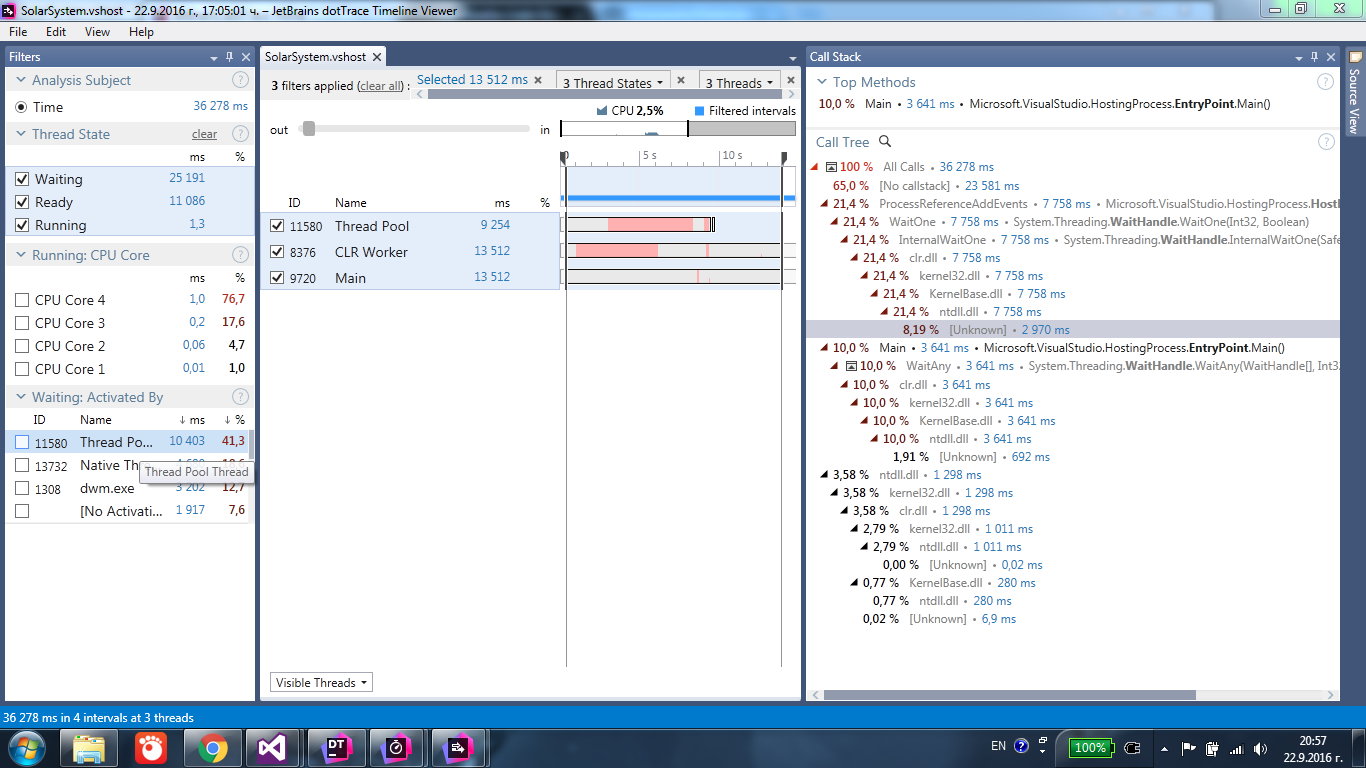 SolarSystem.vshost - 22.9.2016 г., 17:05:01 ч. – JetBrains dotTrace Timeline Viewer
File Edit View Help
Filters
Analysis Subject
Time 36 278 ms
Thread State clear
ms %
Waiting 25 191
Ready 11 086
Running 1,3
Running: CPU Core
ms %
CPU Core 4 1,0 76,7
CPU Core 3 0,2 17,6
CPU Core 2 0,06 4,7
CPU Core 1 0,01 1,0
Waiting: Activated By
ID Name ↓ ms ↓ %
11580 Thread Po... 10 403 41,3
13732 Native Th
Thread Pool Thread
1308 dwm.exe 3 202 12,7
[No Activati... 1 917 7,6
SolarSystem.vshost
3 filters applied (clear all) : Selected 13 512 ms 3 Thread States 3 Threads
CPU 2,5% Filtered intervals
out in
0 5 s 10 s
ID Name ms %
11580 Thread Pool 9 254
8376 CLR Worker 13 512
9720 Main 13 512
Visible Threads
Call Stack
Top Methods
10,0 % Main • 3 641 ms • Microsoft.VisualStudio.HostingProcess.EntryPoint.Main()
Call Tree
100 % All Calls • 36 278 ms
65,0 % [No callstack] • 23 581 ms
21,4 % ProcessReferenceAddEvents • 7 758 ms • Microsoft.VisualStudio.HostingProcess.Host
21,4 % WaitOne • 7 758 ms • System.Threading.WaitHandle.WaitOne(Int32, Boolean)
21,4 % InternalWaitOne • 7 758 ms • System.Threading.WaitHandle.InternalWaitOne(Safe
21,4 % clr.dll • 7 758 ms
21,4 % kernel32.dll • 7 758 ms
21,4 % KernelBase.dll • 7 758 ms
21,4 % ntdll.dll • 7 758 ms
8,19 % [Unknown] • 2 970 ms
10,0 % Main • 3 641 ms • Microsoft.VisualStudio.HostingProcess.EntryPoint.Main()
10,0 % WaitAny • 3 641 ms • System.Threading.WaitHandle.WaitAny(WaitHandle[], Int32
10,0 % clr.dll • 3 641 ms
10,0 % kernel32.dll • 3 641 ms
10,0 % KernelBase.dll • 3 641 ms
10,0 % ntdll.dll • 3 641 ms
1,91 % [Unknown] • 692 ms
3,58 % ntdll.dll • 1 298 ms
3,58 % kernel32.dll • 1 298 ms
3,58 % clr.dll • 1 298 ms
2,79 % kernel32.dll • 1 011 ms
2,79 % ntdll.dll • 1 011 ms
0,00 % [Unknown] • 0,02 ms
0,77 % KernelBase.dll • 280 ms
0,77 % ntdll.dll • 280 ms
0,02 % [Unknown] • 6,9 ms
Source View
36 278 ms in 4 intervals at 3 threads
DT
EN
100%
20:57
22.9.2016 г.